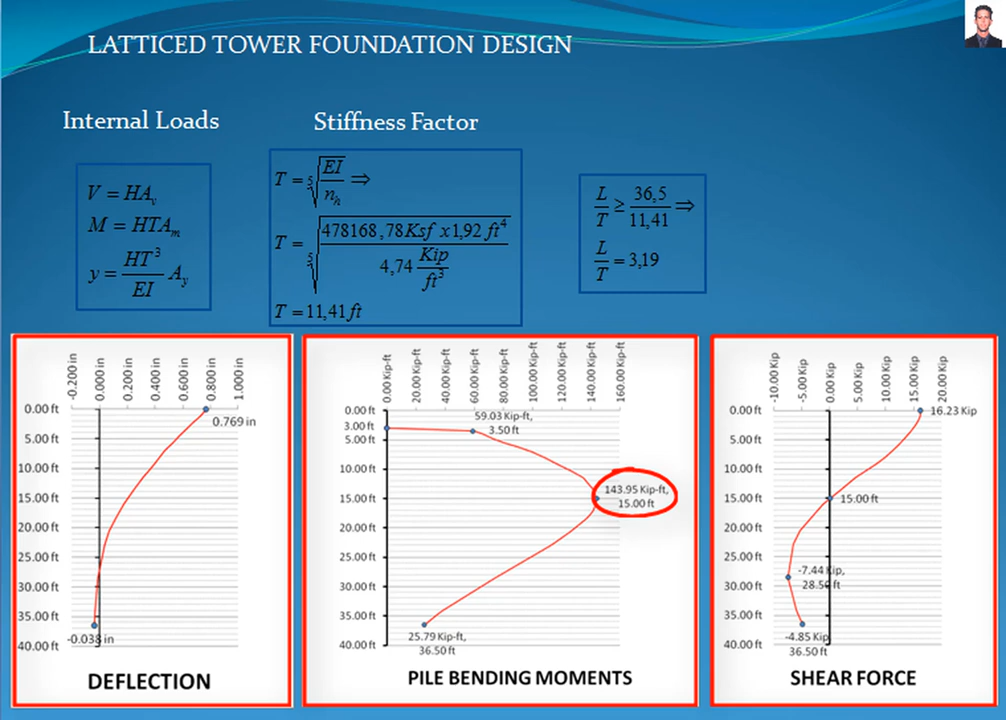 LATTICED TOWER FOUNDATION DESIGN
Internal Loads
V = HA_v
M = HTA_m
y = HT³/EI A_y
Stiffness Factor
T = ⁵√(EI/n_h) ⇒
T = ⁵√(478168,78Ksf x1,92 ft⁴ / 4,74 Kip/ft³)
T = 11,41 ft
L/T ≥ 36,5/11,41 ⇒
L/T = 3,19
-0.200 in
0.000 in
0.200 in
0.400 in
0.600 in
0.800 in
1.000 in
0.00 ft
5.00 ft
10.00 ft
15.00 ft
20.00 ft
25.00 ft
30.00 ft
35.00 ft
40.00 ft
0.769 in
-0.038 in
DEFLECTION
0.00 Kip-ft
20.00 Kip-ft
40.00 Kip-ft
60.00 Kip-ft
80.00 Kip-ft
100.00 Kip-ft
120.00 Kip-ft
140.00 Kip-ft
160.00 Kip-ft
0.00 ft
3.00 ft
5.00 ft
10.00 ft
15.00 ft
20.00 ft
25.00 ft
30.00 ft
35.00 ft
40.00 ft
59.03 Kip-ft,
3.50 ft
143.95 Kip-ft,
15.00 ft
25.79 Kip-ft,
36.50 ft
PILE BENDING MOMENTS
-10.00 Kip
-5.00 Kip
0.00 Kip
5.00 Kip
10.00 Kip
15.00 Kip
20.00 Kip
0.00 ft
5.00 ft
10.00 ft
15.00 ft
20.00 ft
25.00 ft
30.00 ft
35.00 ft
40.00 ft
16.23 Kip
15.00 ft
-7.44 Kip,
28.50 ft
-4.85 Kip
36.50 ft
SHEAR FORCE